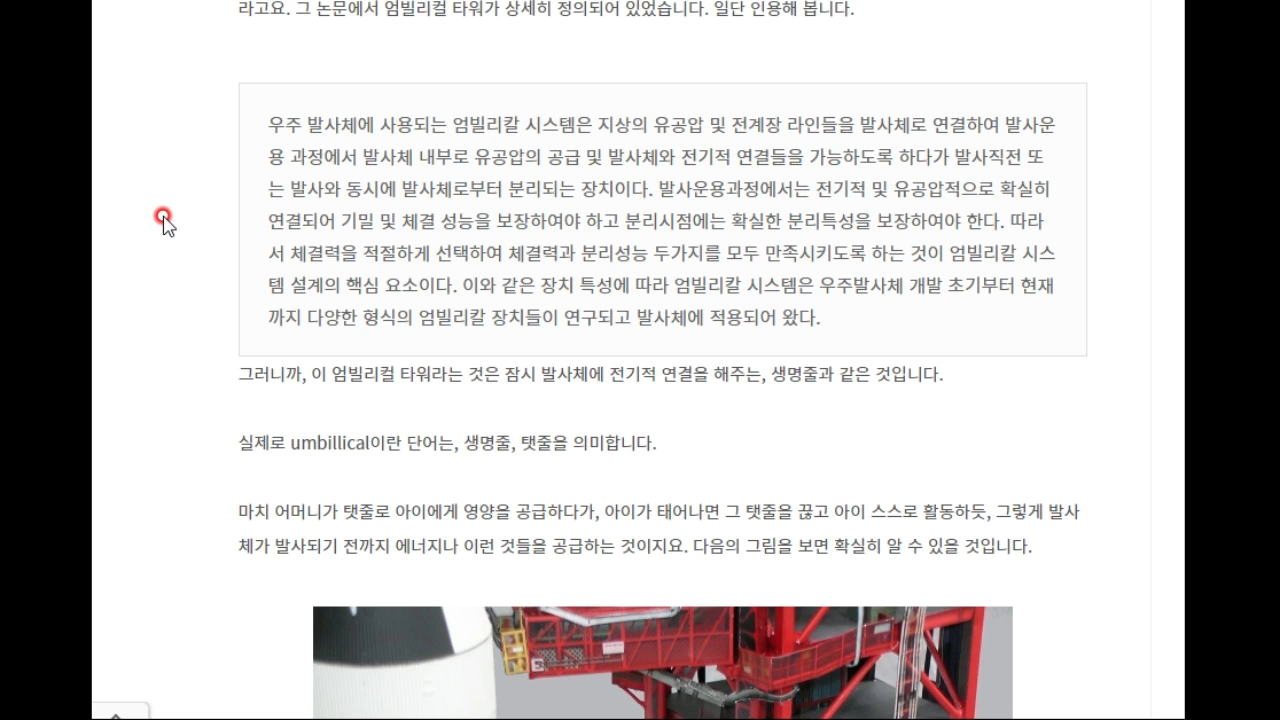 라고요. 그 논문에서 엄빌리컬 타워가 상세히 정의되어 있었습니다. 일단 인용해 봅니다.
우주 발사체에 사용되는 엄빌리칼 시스템은 지상의 유공압 및 전계장 라인들을 발사체로 연결하여 발사운
용 과정에서 발사체 내부로 유공압의 공급 및 발사체와 전기적 연결들을 가능하도록 하다가 발사직전 또
는 발사와 동시에 발사체로부터 분리되는 장치이다. 발사운용과정에서는 전기적 및 유공압적으로 확실히
연결되어 기밀 및 체결 성능을 보장하여야 하고 분리시점에는 확실한 분리특성을 보장하여야 한다. 따라
서 체결력을 적절하게 선택하여 체결력과 분리성능 두가지를 모두 만족시키도록 하는 것이 엄빌리칼 시스
템 설계의 핵심 요소이다. 이와 같은 장치 특성에 따라 엄빌리칼 시스템은 우주발사체 개발 초기부터 현재
까지 다양한 형식의 엄빌리칼 장치들이 연구되고 발사체에 적용되어 왔다.
그러니까, 이 엄빌리컬 타워라는 것은 잠시 발사체에 전기적 연결을 해주는, 생명줄과 같은 것입니다.
실제로 umbillical이란 단어는, 생명줄, 탯줄을 의미합니다.
마치 어머니가 탯줄로 아이에게 영양을 공급하다가, 아이가 태어나면 그 탯줄을 끊고 아이 스스로 활동하듯, 그렇게 발사
체가 발사되기 전까지 에너지나 이런 것들을 공급하는 것이지요. 다음의 그림을 보면 확실히 알 수 있을 것입니다.